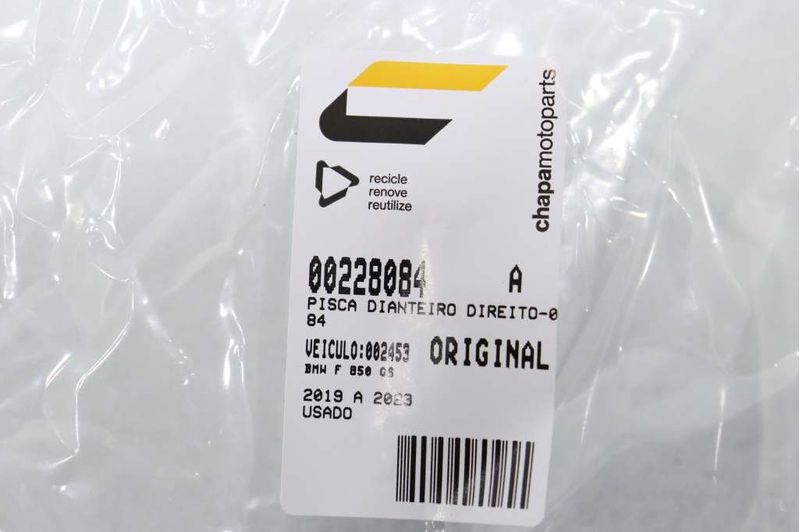 chapamotoparts
recicle
renove
reutilize
00228084 A
PISCA DIANTEIRO DIREITO-0
84
VEICULO:002453 ORIGINAL
BMW F 850 GS
2019 A 2023
USADO